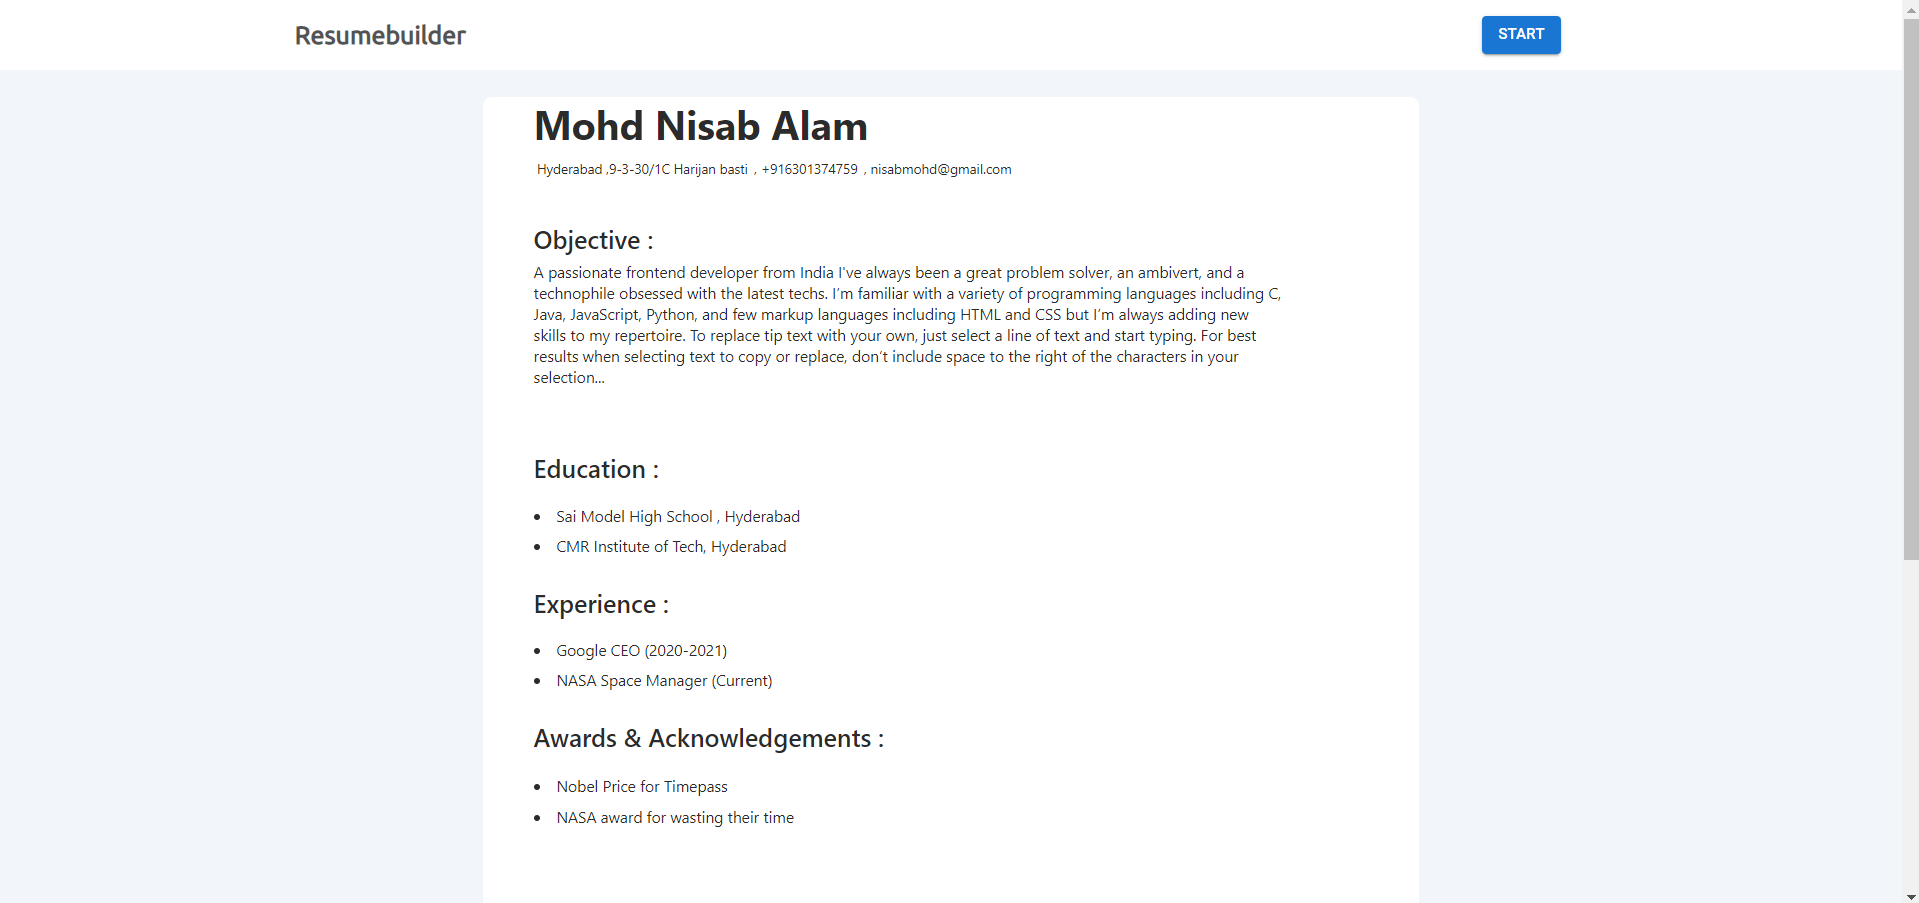 Resumebuilder
START
Mohd Nisab Alam
Hyderabad ,9-3-30/1C Harijan basti , +916301374759 , nisabmohd@gmail.com
Objective :
A passionate frontend developer from India I've always been a great problem solver, an ambivert, and a
technophile obsessed with the latest techs. I’m familiar with a variety of programming languages including C,
Java, JavaScript, Python, and few markup languages including HTML and CSS but I’m always adding new
skills to my repertoire. To replace tip text with your own, just select a line of text and start typing. For best
results when selecting text to copy or replace, don’t include space to the right of the characters in your
selection...
Education :
• Sai Model High School , Hyderabad
• CMR Institute of Tech, Hyderabad
Experience :
• Google CEO (2020-2021)
• NASA Space Manager (Current)
Awards & Acknowledgements :
• Nobel Price for Timepass
• NASA award for wasting their time